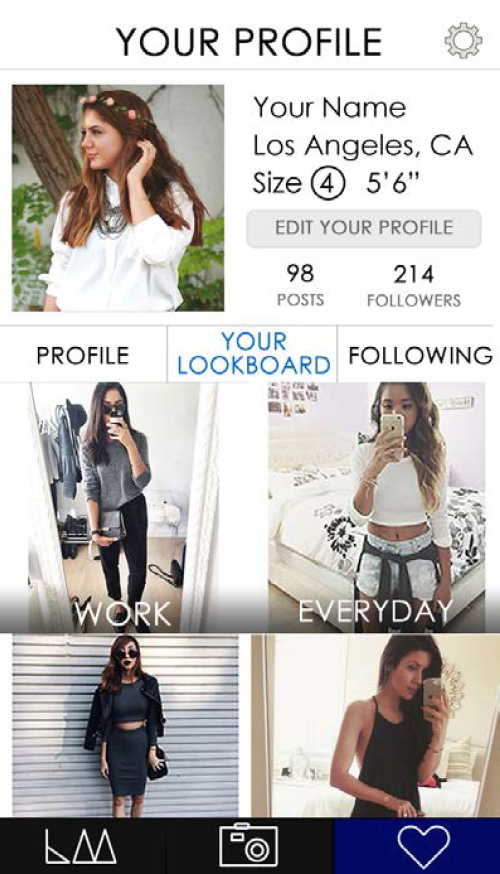 YOUR PROFILE
Your Name
Los Angeles, CA
Size 4 5’6”
EDIT YOUR PROFILE
98 214
POSTS FOLLOWERS
PROFILE
YOUR
LOOKBOARD
FOLLOWING
WORK
EVERYDAY